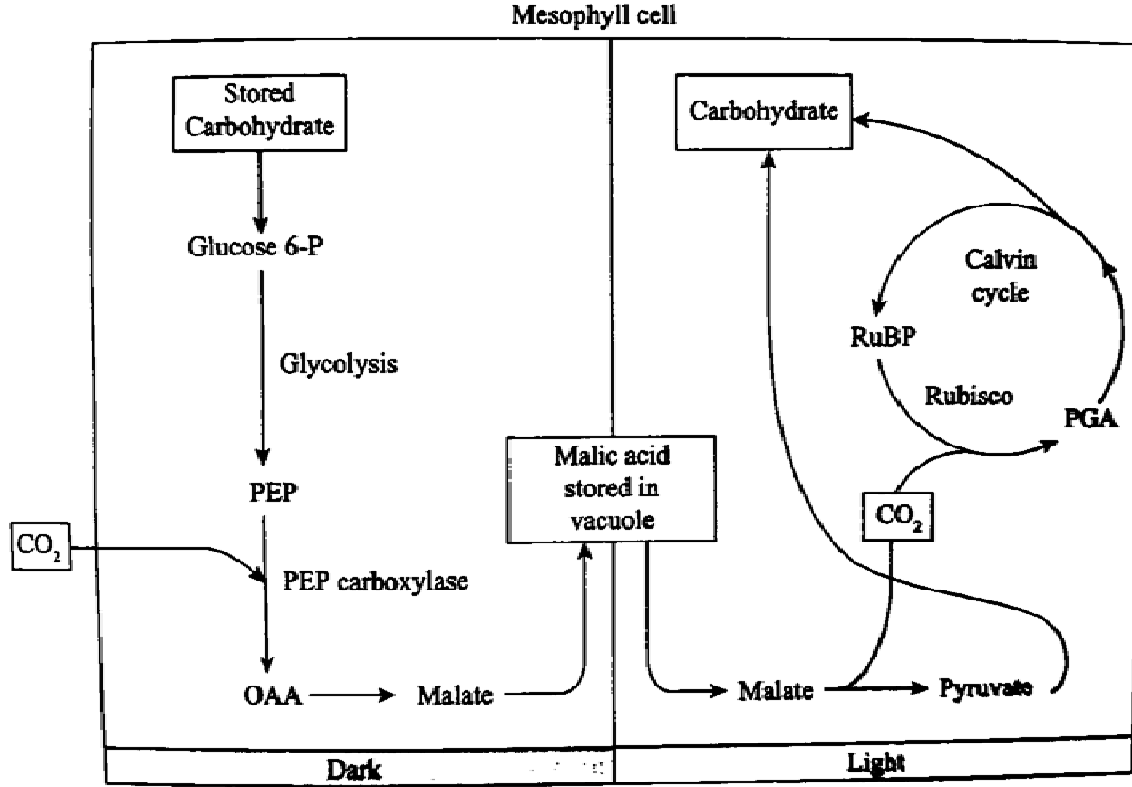 Mesophyll cell
Stored
Carbohydrate
Glucose 6-P
Glycolysis
PEP
CO₂
PEP carboxylase
OAA
Malate
Malic acid
stored in
vacuole
Carbohydrate
Calvin
cycle
RuBP
Rubisco
PGA
CO₂
Malate
Pyruvate
Dark
Light